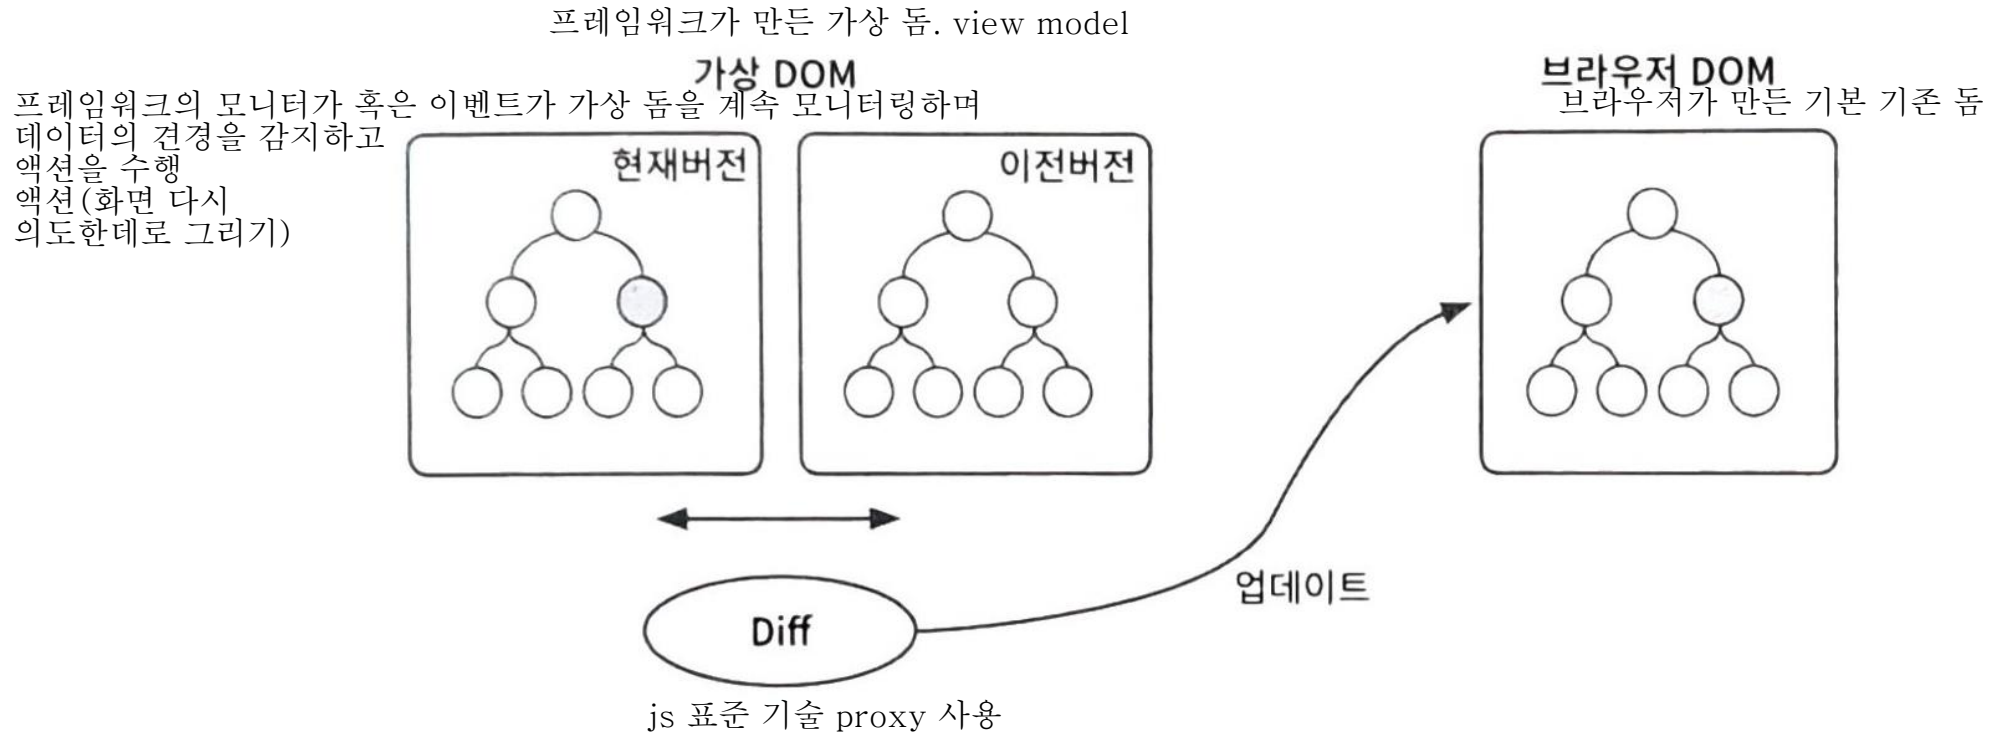 프레임워크가 만든 가상 돔. view model
가상 DOM
브라우저 DOM
프레임워크의 모니터가 혹은 이벤트가 가상 돔을 계속 모니터링하며
브라우저가 만든 기본 기존 돔
데이터의 견경을 감지하고
액션을 수행
액션(화면 다시
의도한데로 그리기)
현재버전
이전버전
업데이트
Diff
js 표준 기술 proxy 사용